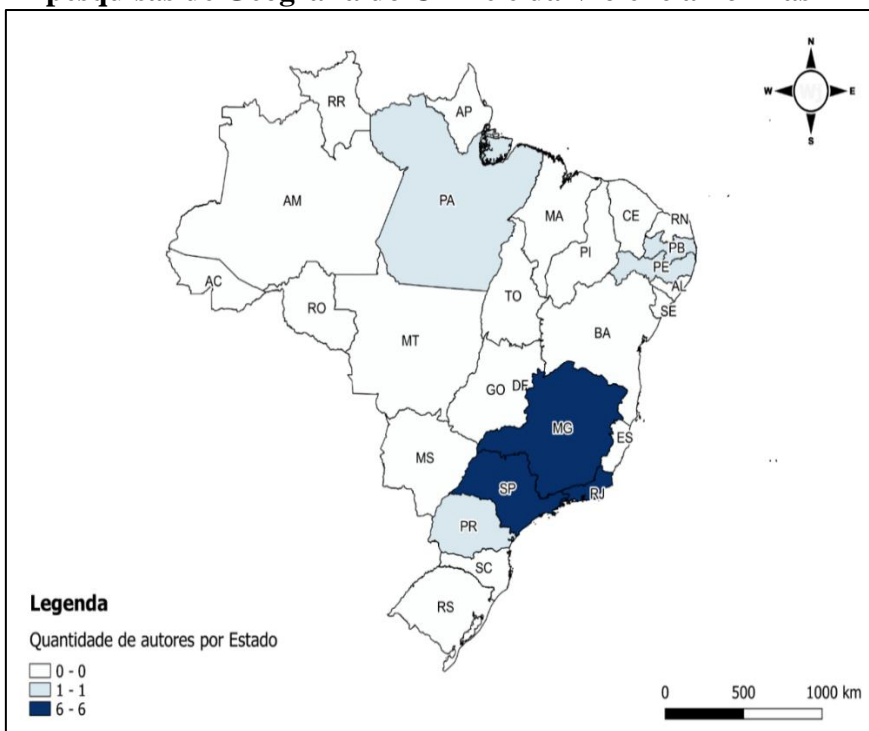 pesquisas de Geografia do Crime e da Violência
N
W
E
S
RR
AP
AM
PA
MA
CE
RN
PB
PI
PE
AL
AC
SE
TO
RO
BA
MT
DF
GO
MG
ES
MS
SP
RJ
PR
SC
RS
Legenda
Quantidade de autores por Estado
0 - 0
1 - 1
6 - 6
0 500 1000 km